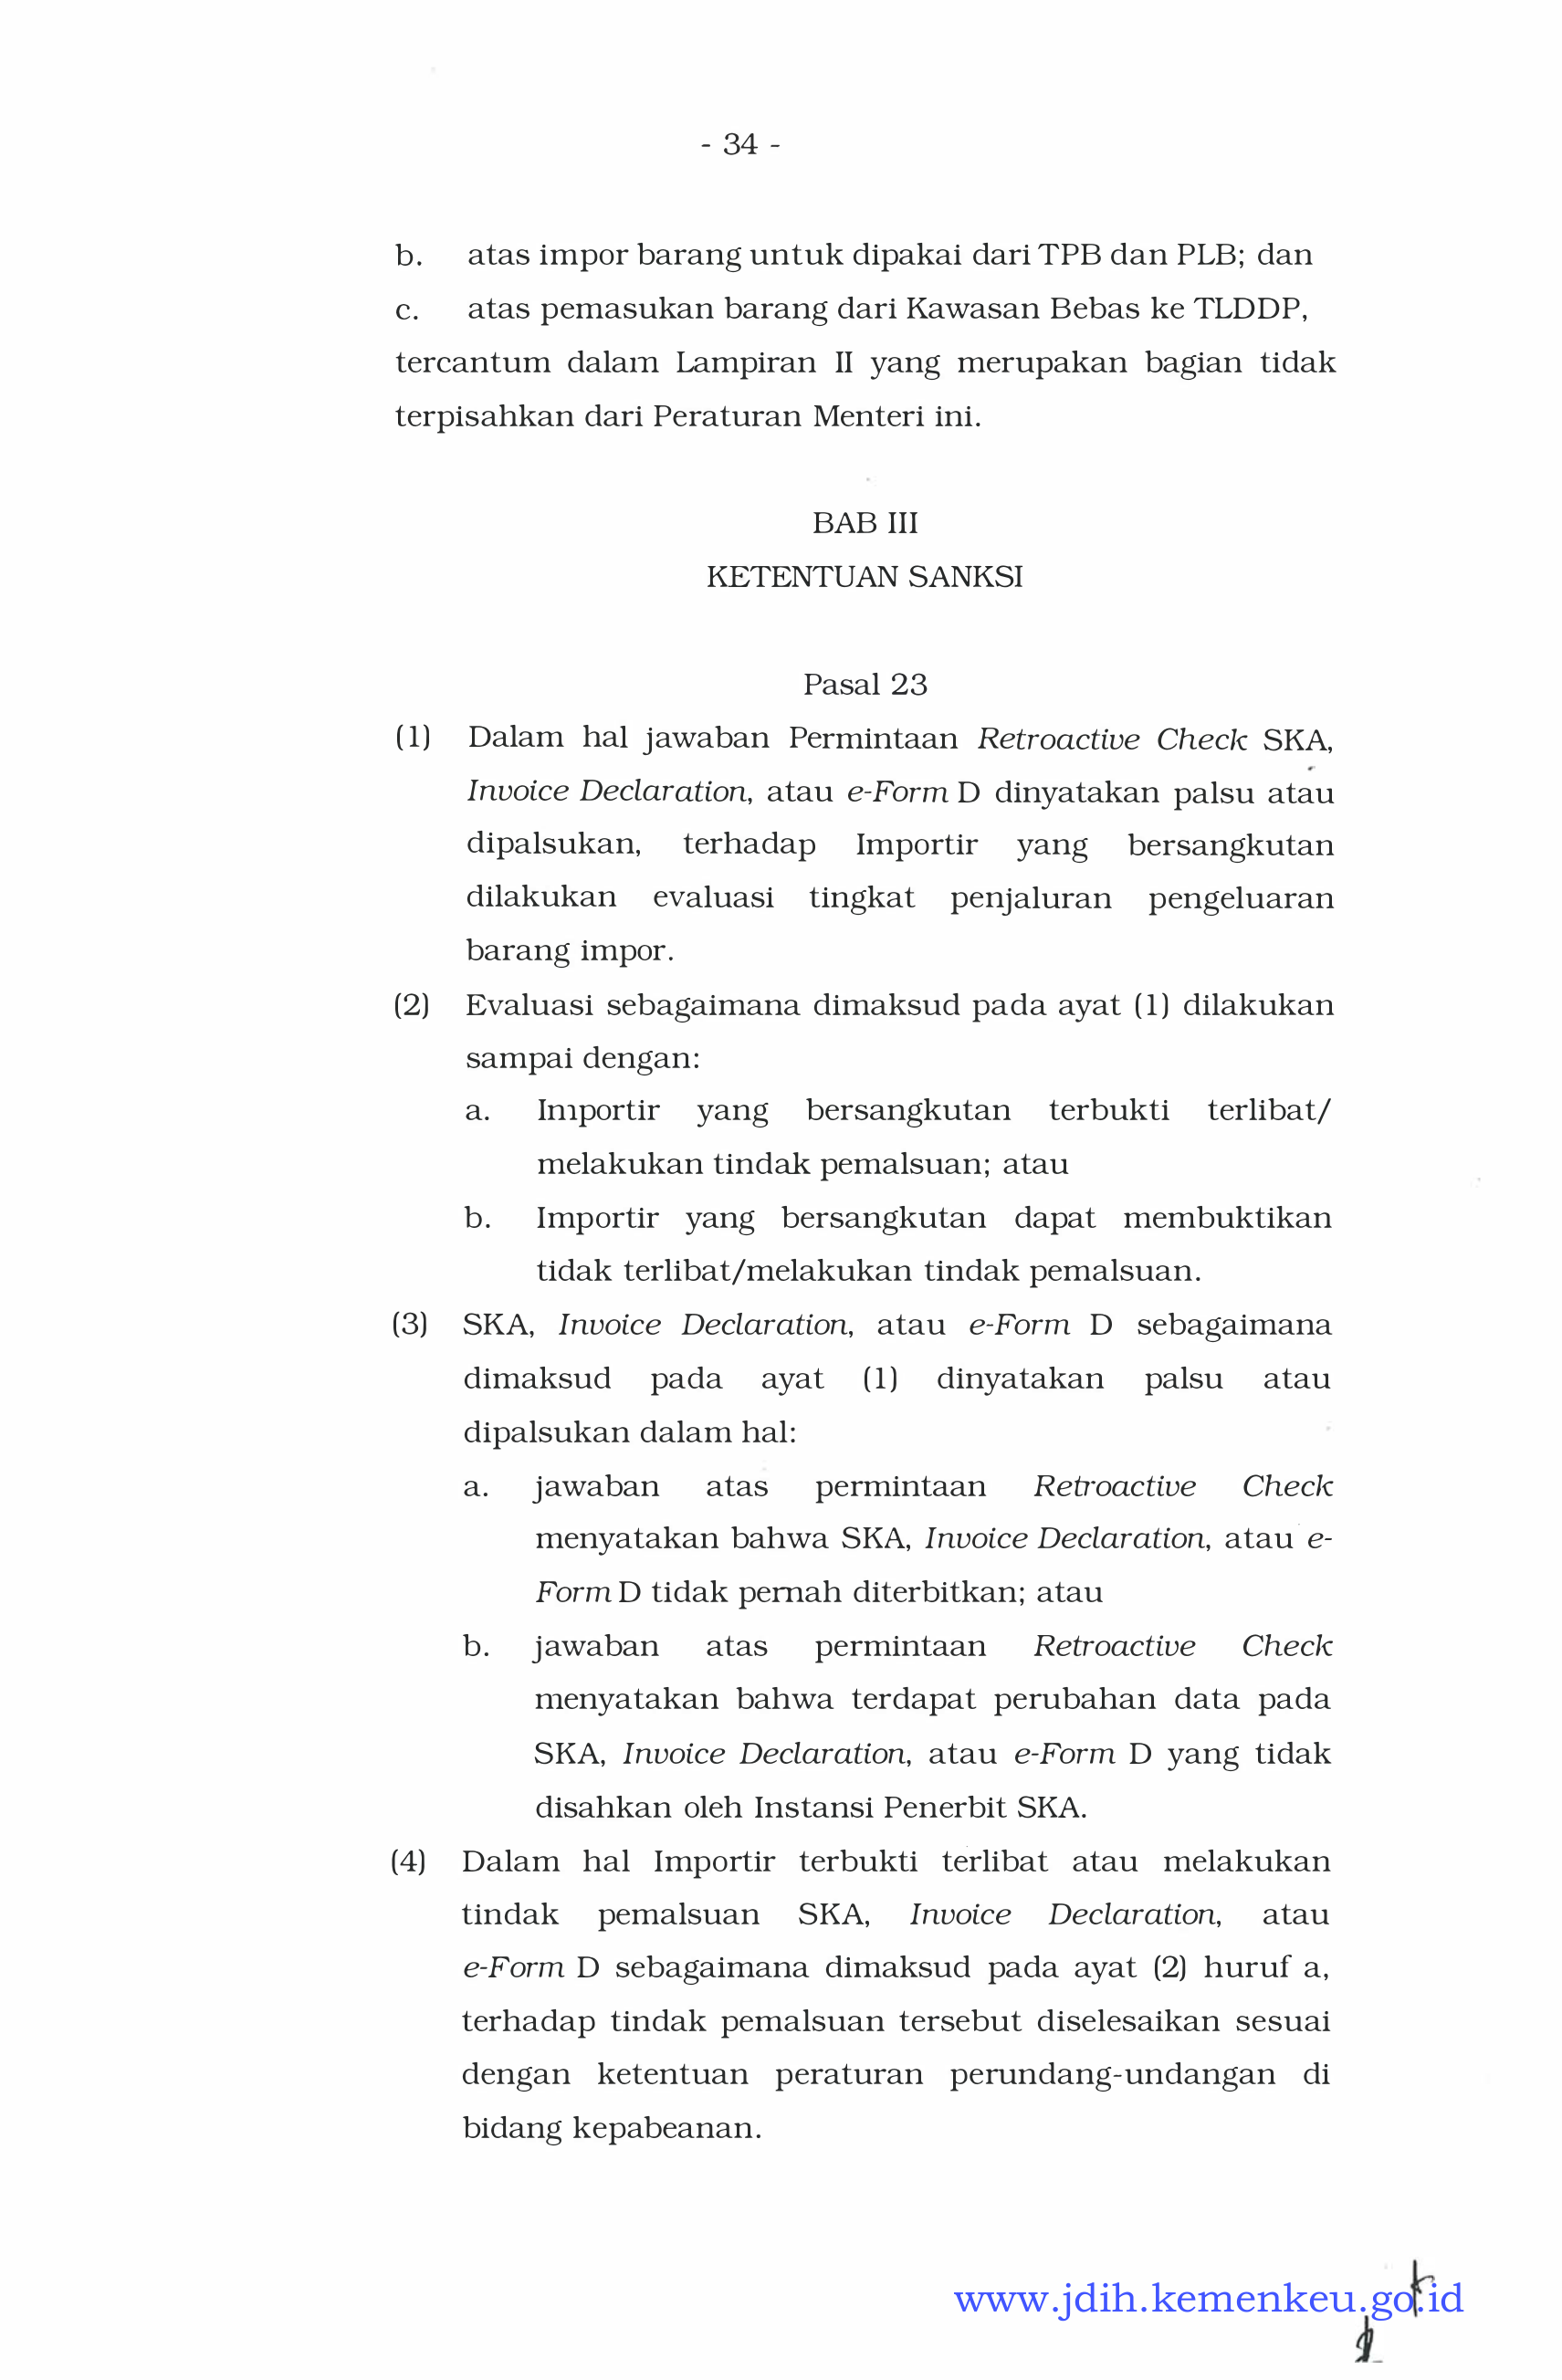 - 34 -
b. atas impor barang untuk dipakai dari TPB dan PLB; dan
c. atas pemasukan barang dari Kawasan Bebas ke TLDDP,
tercantum dalam Lampiran II yang merupakan bagian tidak
terpisahkan dari Peraturan Menteri ini.
BAB III
KETENTUAN SANKSI
Pasal 23
(1) Dalam hal jawaban Permintaan Retroactive Check SKA,
Invoice Declaration, atau e-Form D dinyatakan palsu atau
dipalsukan, terhadap Importir yang bersangkutan
dilakukan evaluasi tingkat penjaluran pengeluaran
barang impor.
(2) Evaluasi sebagaimana dimaksud pada ayat (1) dilakukan
sampai dengan:
a. Importir yang bersangkutan terbukti terlibat/
melakukan tindak pemalsuan; atau
b. Importir yang bersangkutan dapat membuktikan
tidak terlibat/melakukan tindak pemalsuan.
(3) SKA, Invoice Declaration, atau e-Form D sebagaimana
dimaksud pada ayat (1) dinyatakan palsu atau
dipalsukan dalam hal:
a. jawaban atas permintaan Retroactive Check
menyatakan bahwa SKA, Invoice Declaration, atau e-
Form D tidak pernah diterbitkan; atau
b. jawaban atas permintaan Retroactive Check
menyatakan bahwa terdapat perubahan data pada
SKA, Invoice Declaration, atau e-Form D yang tidak
disahkan oleh Instansi Penerbit SKA.
(4) Dalam hal Importir terbukti terlibat atau melakukan
tindak pemalsuan SKA, Invoice Declaration, atau
e-Form D sebagaimana dimaksud pada ayat (2) huruf a,
terhadap tindak pemalsuan tersebut diselesaikan sesuai
dengan ketentuan peraturan perundang-undangan di
bidang kepabeanan.
www.jdih.kemenkeu.go.id